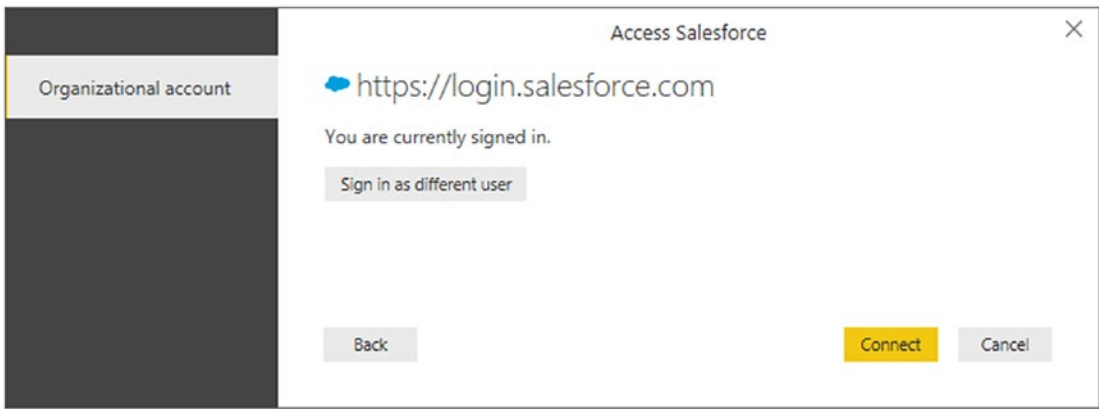 Access Salesforce
Organizational account
https://login.salesforce.com
You are currently signed in.
Sign in as different user
Back
Connect
Cancel